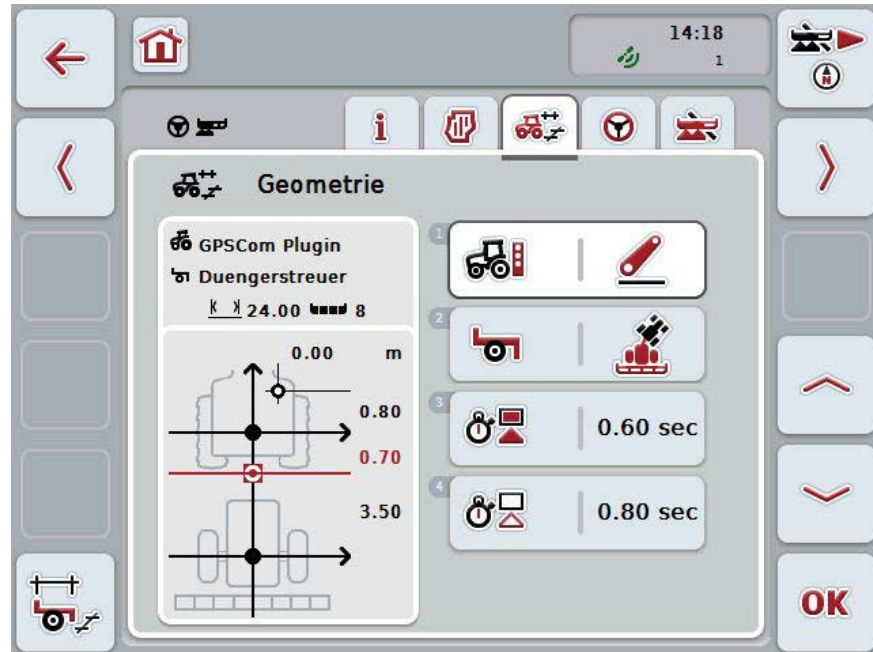 14:18
1
N
i
Geometrie
GPSCom Plugin
Duengerstreuer
24.00 8
0.00 m
0.80
0.70
3.50
1
2
3
0.60 sec
4
0.80 sec
OK